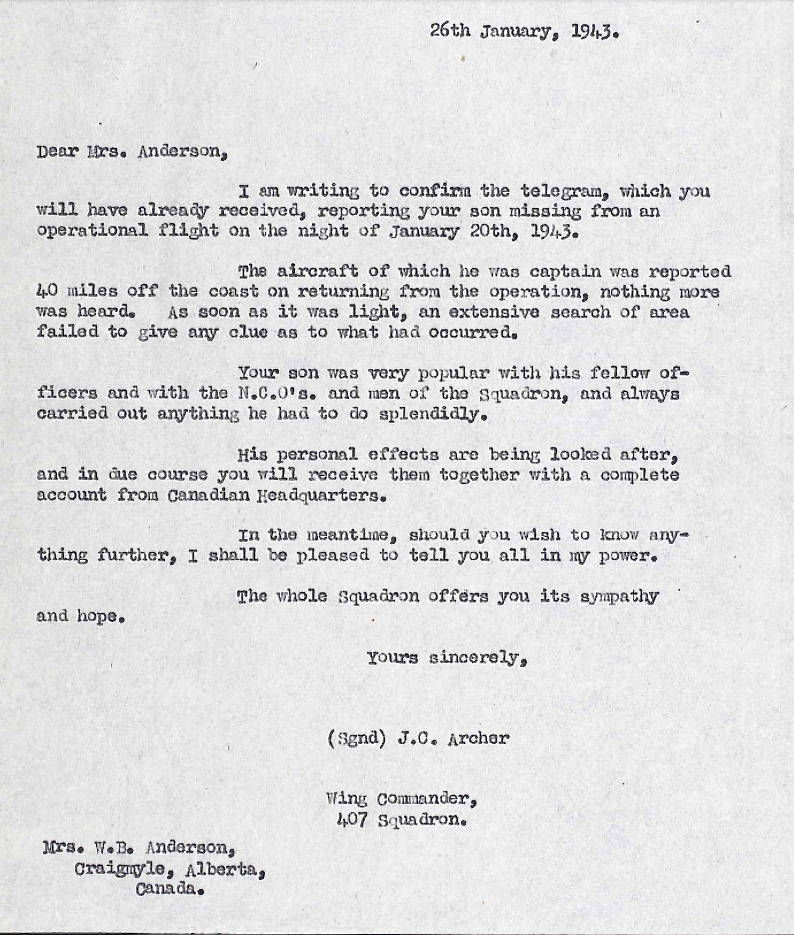 26th January, 1943.
Dear Mrs. Anderson,
I am writing to confirm the telegram, which you
will have already received, reporting your son missing from an
operational flight on the night of January 20th, 1943.
The aircraft of which he was captain was reported
40 miles off the coast on returning from the operation, nothing more
was heard. As soon as it was light, an extensive search of area
failed to give any clue as to what had occurred.
Your son was very popular with his fellow of-
ficers and with the N.C.O's. and men of the Squadron, and always
carried out anything he had to do splendidly.
His personal effects are being looked after,
and in due course you will receive them together with a complete
account from Canadian Headquarters.
In the meantime, should you wish to know any-
thing further, I shall be pleased to tell you all in my power.
The whole Squadron offers you its sympathy
and hope.
Yours sincerely,
(Sgnd) J.C. Archer
Wing Commander,
407 Squadron.
Mrs. W.B. Anderson,
Craigmyle, Alberta,
Canada.